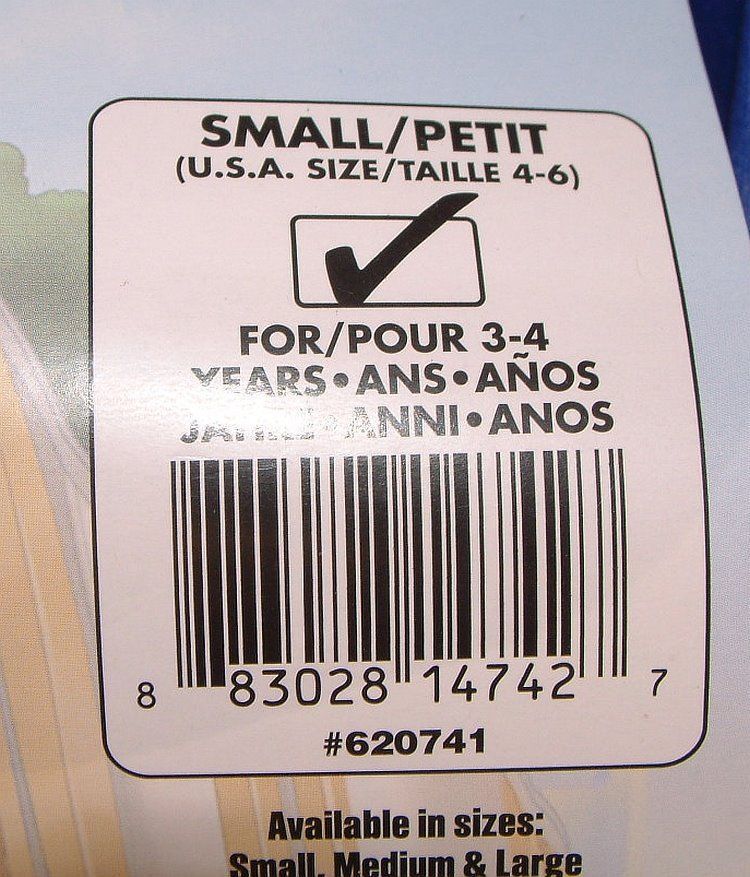 SMALL/PETIT
(U.S.A. SIZE/TAILLE 4-6)
FOR/POUR 3-4
YEARS•ANS•AÑOS
JAHRE•ANNI•ANOS
8 83028 14742 7
#620741
Available in sizes:
Small, Medium & Large